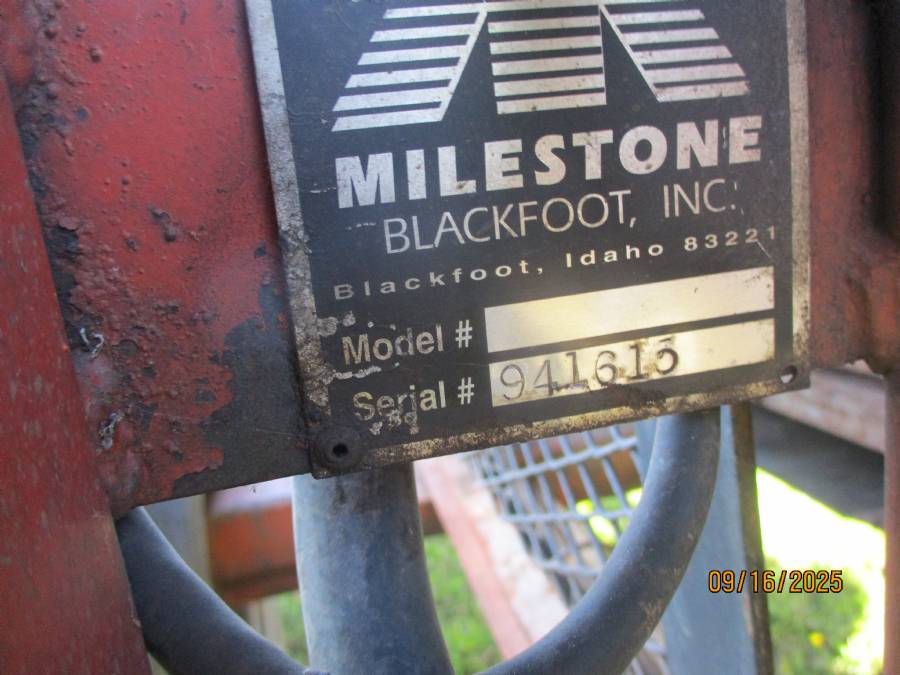 MILESTONE
BLACKFOOT, INC.
Blackfoot, Idaho 83221
Model #
Serial # 941615
09/16/2025